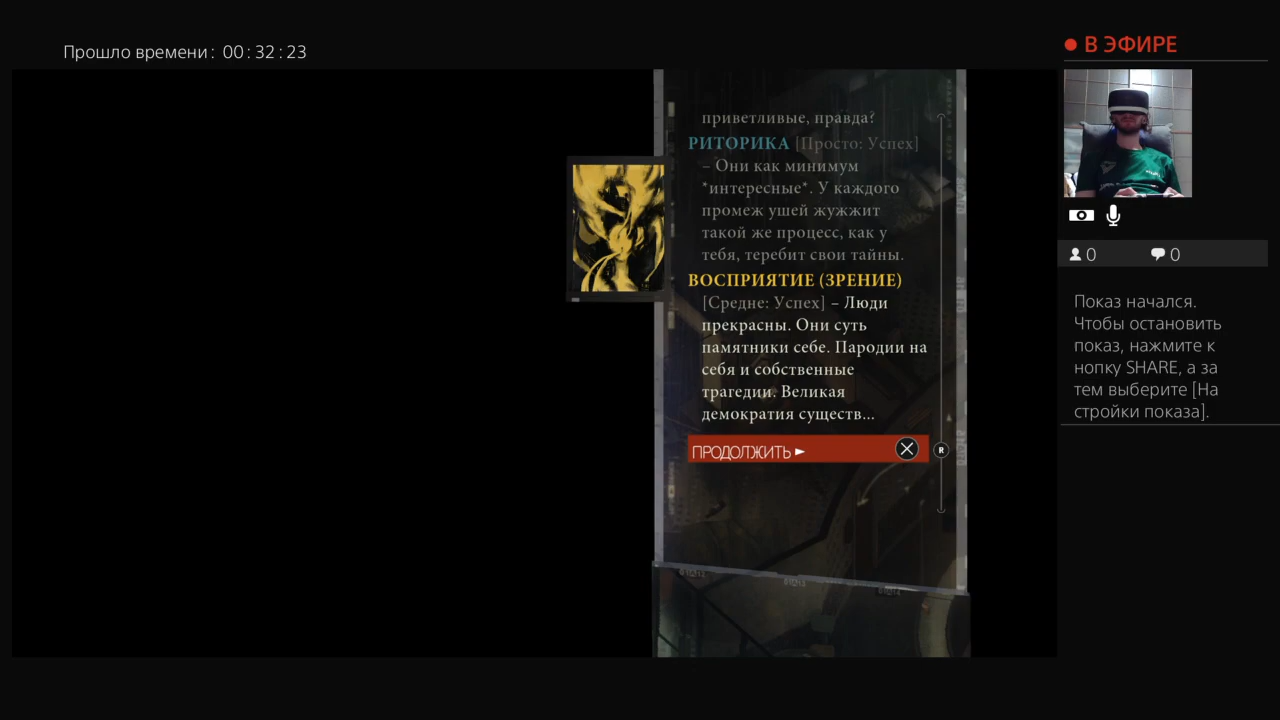 Прошло времени: 00:32:23
В ЭФИРЕ
приветливые, правда?
РИТОРИКА [Просто: Успех]
– Они как минимум
*интересные*. У каждого
промеж ушей жужжит
такой же процесс, как у
тебя, теребит свои тайны.
ВОСПРИЯТИЕ (ЗРЕНИЕ)
[Средне: Успех] – Люди
прекрасны. Они суть
памятники себе. Пародии на
себя и собственные
трагедии. Великая
демократия существ...
ПРОДОЛЖИТЬ
R
0
0
Показ начался.
Чтобы остановить
показ, нажмите к
нопку SHARE, а за
тем выберите [На
стройки показа].